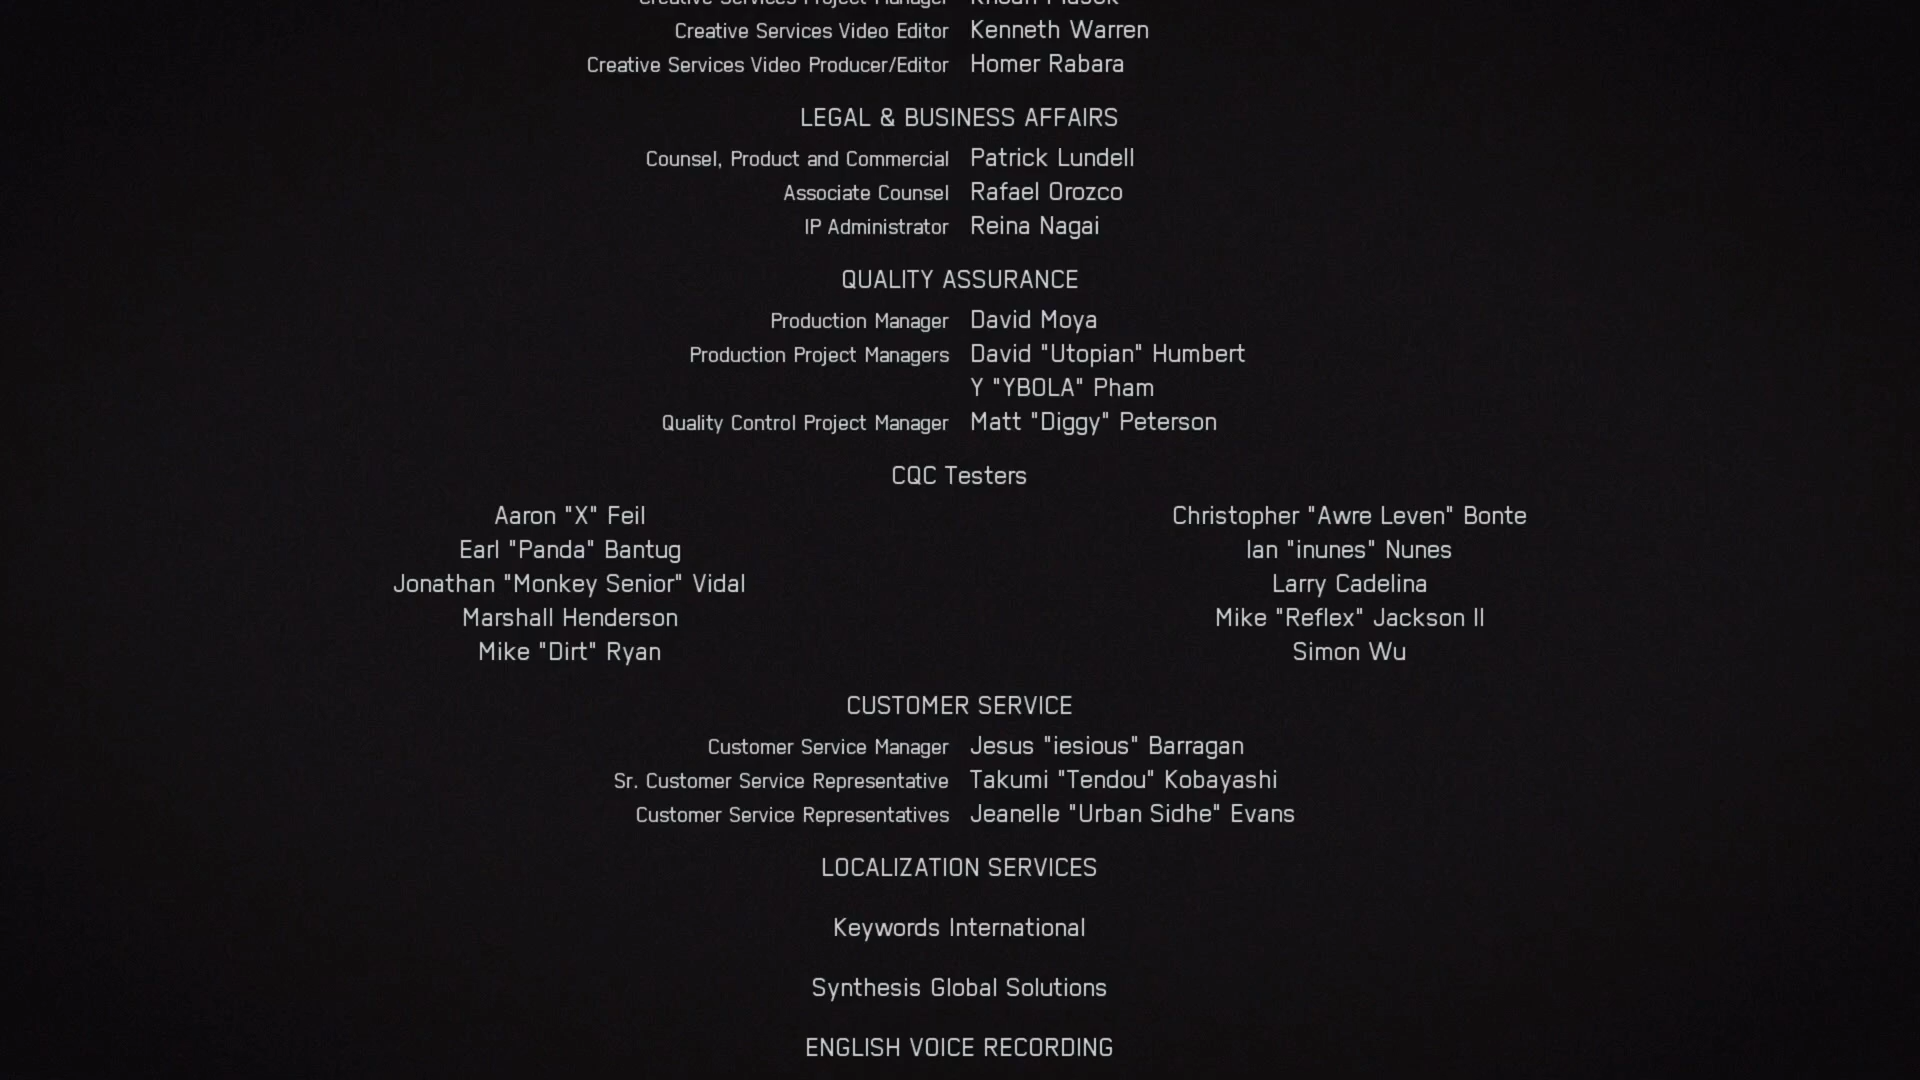 Creative Services Project Manager
Creative Services Video Editor Kenneth Warren
Creative Services Video Producer/Editor Homer Rabara
LEGAL & BUSINESS AFFAIRS
Counsel, Product and Commercial Patrick Lundell
Associate Counsel Rafael Orozco
IP Administrator Reina Nagai
QUALITY ASSURANCE
Production Manager David Moya
Production Project Managers David "Utopian" Humbert
Y "YBOLA" Pham
Quality Control Project Manager Matt "Diggy" Peterson
CQC Testers
Aaron "X" Feil Christopher "Awre Leven" Bonte
Earl "Panda" Bantug Ian "inunes" Nunes
Jonathan "Monkey Senior" Vidal Larry Cadelina
Marshall Henderson Mike "Reflex" Jackson II
Mike "Dirt" Ryan Simon Wu
CUSTOMER SERVICE
Customer Service Manager Jesus "iesious" Barragan
Sr. Customer Service Representative Takumi "Tendou" Kobayashi
Customer Service Representatives Jeanelle "Urban Sidhe" Evans
LOCALIZATION SERVICES
Keywords International
Synthesis Global Solutions
ENGLISH VOICE RECORDING